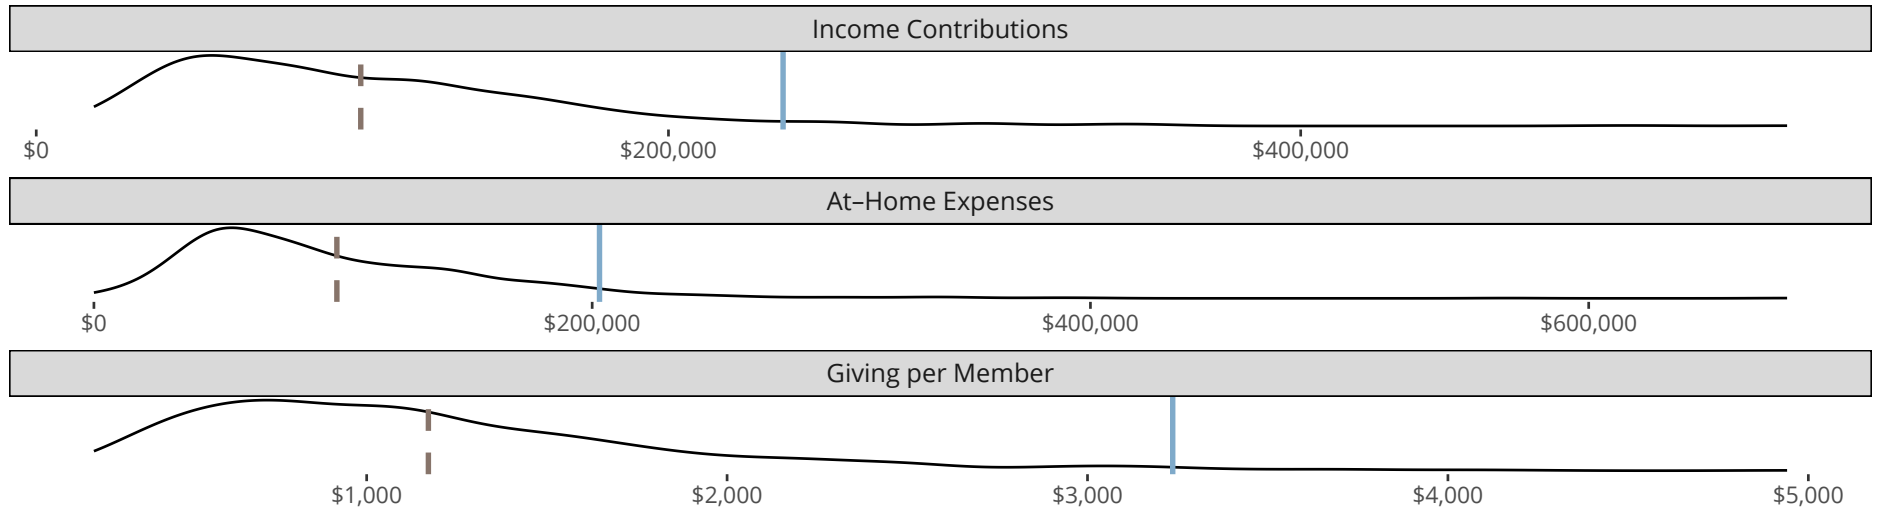 Income Contributions
$0 $200,000 $400,000
At–Home Expenses
$0 $200,000 $400,000 $600,000
Giving per Member
$1,000 $2,000 $3,000 $4,000 $5,000